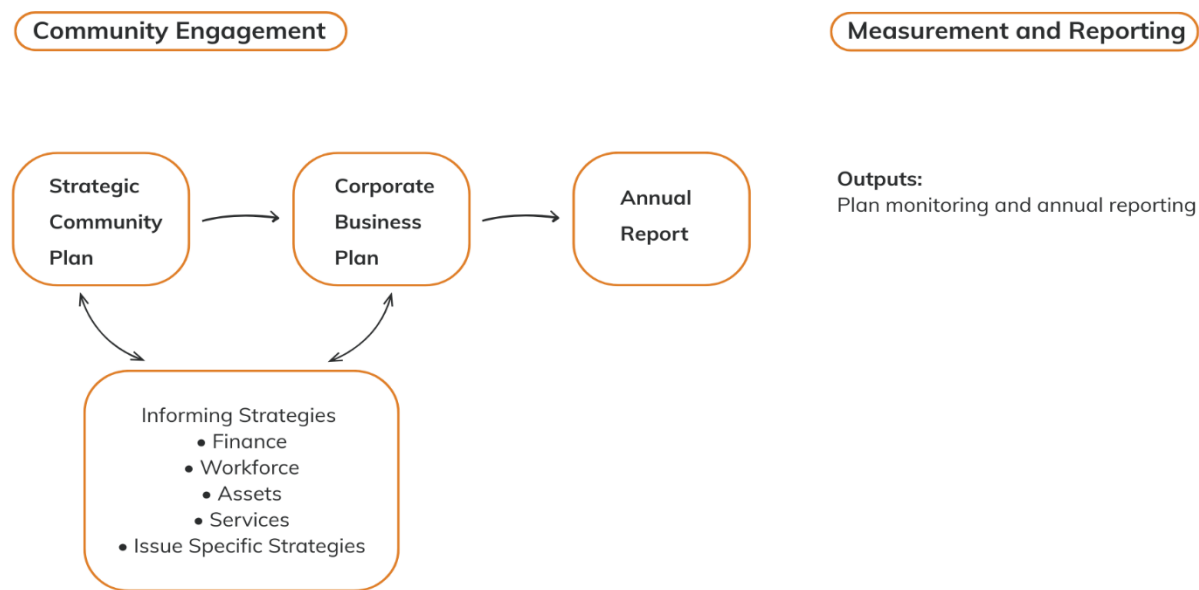 Community Engagement
Measurement and Reporting
Strategic
Community
Plan
Corporate
Business
Plan
Annual
Report
Outputs:
Plan monitoring and annual reporting
Informing Strategies
• Finance
• Workforce
• Assets
• Services
• Issue Specific Strategies